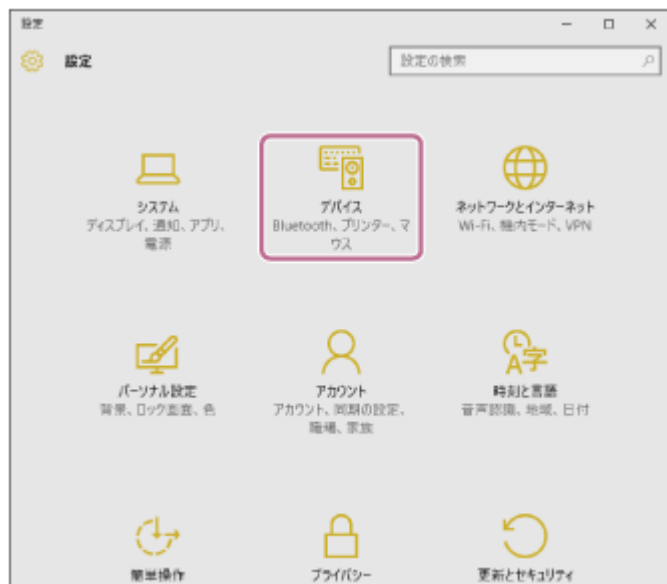 設定
設定
設定の検索
システム
ディスプレイ、通知、アプリ、
電源
デバイス
Bluetooth、プリンター、マ
ウス
ネットワークとインターネット
Wi-Fi、機内モード、VPN
パーソナル設定
背景、ロック画面、色
アカウント
アカウント、同期の設定、
職場、家族
A字
時刻と言語
音声認識、地域、日付
簡単操作
プライバシー
更新とセキュリティ